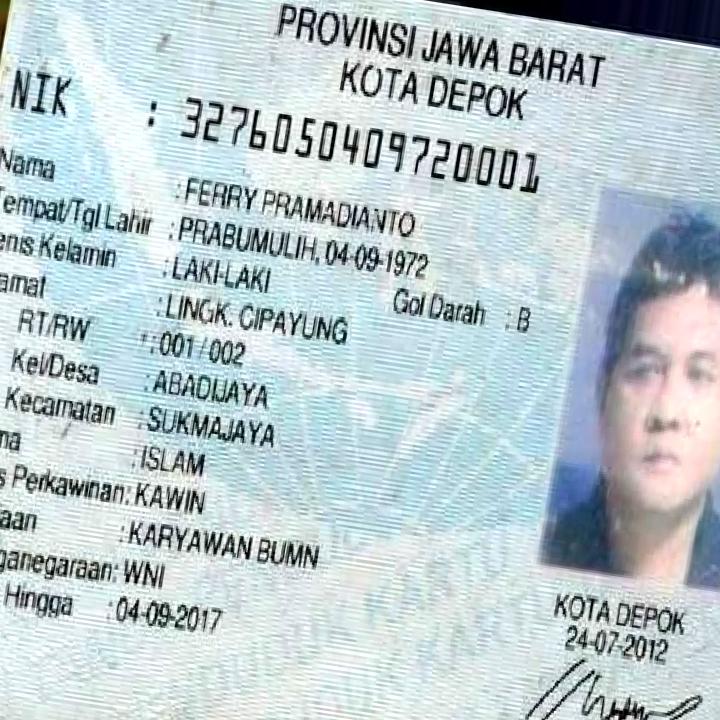 PROVINSI JAWA BARAT
KOTA DEPOK
NIK : 3276050409720001
Nama : FERRY PRAMADIANTO
Tempat/Tgl Lahir : PRABUMULIH, 04-09-1972
enis Kelamin : LAKI-LAKI Gol Darah : B
amat : LINGK. CIPAYUNG
RT/RW : 001 / 002
Kel/Desa : ABADIJAYA
Kecamatan : SUKMAJAYA
ma : ISLAM
s Perkawinan: KAWIN
aan : KARYAWAN BUMN
ganegaraan: WNI
Hingga : 04-09-2017
KOTA DEPOK
24-07-2012